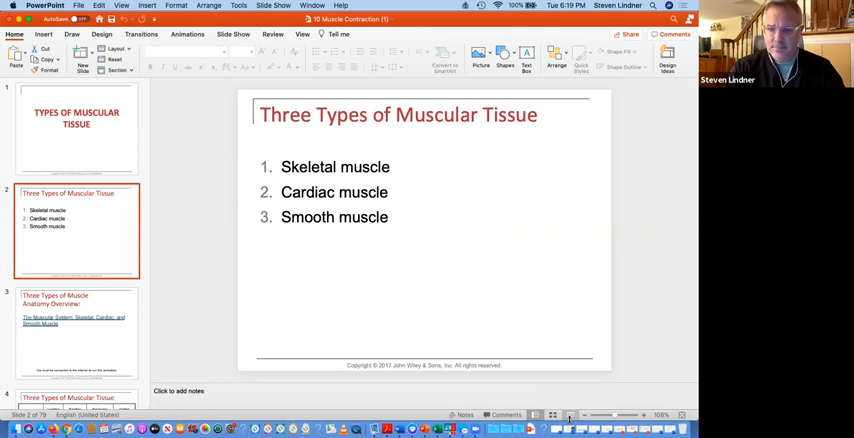 PowerPoint File Edit View Insert Format Arrange Tools Slide Show Window Help 100% Tue 6:19 PM Steven Lindner
AutoSave OFF 10 Muscle Contraction (1)
Home Insert Draw Design Transitions Animations Slide Show Review View Tell me Share Comments
Paste Cut Copy Format New Slide Layout Reset Section Convert to SmartArt Picture Shapes Text Box Arrange Quick Styles Shape Fill Shape Outline Design Ideas
Steven Lindner
1
TYPES OF MUSCULAR
TISSUE
2
Three Types of Muscular Tissue
1. Skeletal muscle
2. Cardiac muscle
3. Smooth muscle
3
Three Types of Muscle
Anatomy Overview:
The Muscular System: Skeletal, Cardiac, and
Smooth Muscle
4
Three Types of Muscular Tissue
Three Types of Muscular Tissue
1. Skeletal muscle
2. Cardiac muscle
3. Smooth muscle
Copyright © 2017 John Wiley & Sons, Inc. All rights reserved.
Click to add notes
Slide 2 of 79 English (United States) Notes Comments 108%